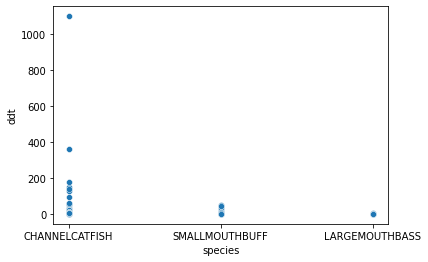 1000
800
600
400
200
0
ddt
CHANNELCATFISH SMALLMOUTHBUFF LARGEMOUTHBASS
species